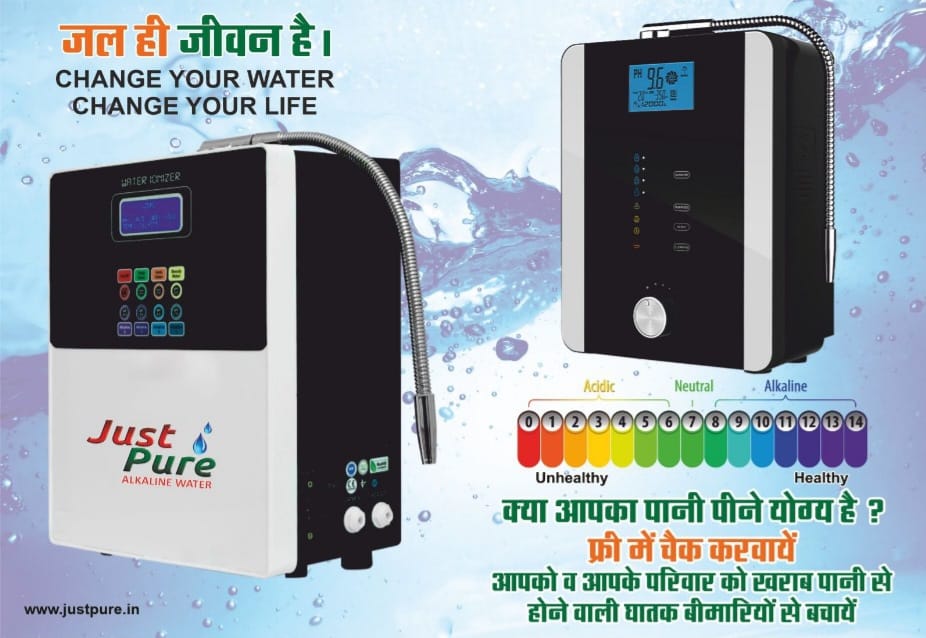 जल ही जीवन है।
CHANGE YOUR WATER
CHANGE YOUR LIFE
WATER IONIZER
PH 9.6
Just
Pure
ALKALINE WATER
Acidic Neutral Alkaline
0 1 2 3 4 5 6 7 8 9 10 11 12 13 14
Unhealthy Healthy
क्या आपका पानी पीने योग्य है ?
फ्री में चैक करवायें
आपको व आपके परिवार को खराब पानी से
होने वाली घातक बीमारियों से बचायें
www.justpure.in